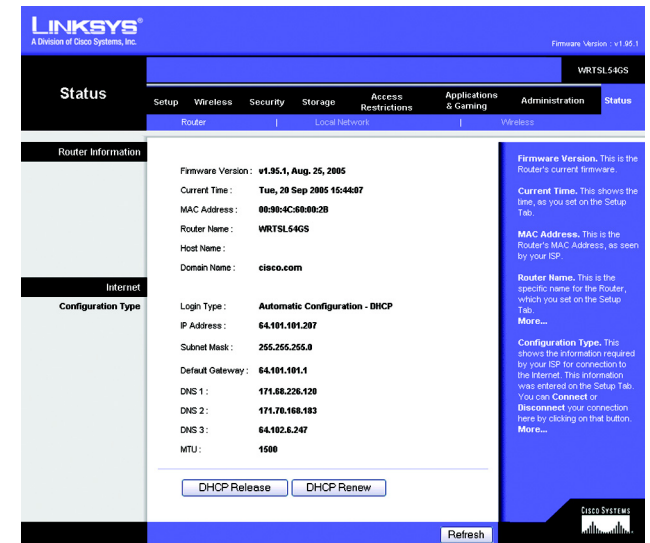 LINKSYS®
A Division of Cisco Systems, Inc.
Firmware Version : v1.95.1
WRTSL54GS
Status
Setup Wireless Security Storage Access Restrictions Applications & Gaming Administration Status
Router | Local Network | Wireless
Router Information
Firmware Version : v1.95.1, Aug. 25, 2005
Current Time : Tue, 20 Sep 2005 15:44:07
MAC Address : 00:90:4C:60:00:2B
Router Name : WRTSL54GS
Host Name :
Domain Name : cisco.com
Internet
Configuration Type
Login Type : Automatic Configuration - DHCP
IP Address : 64.101.101.207
Subnet Mask : 255.255.255.0
Default Gateway : 64.101.101.1
DNS 1 : 171.68.226.120
DNS 2 : 171.70.168.183
DNS 3 : 64.102.6.247
MTU : 1500
DHCP Release DHCP Renew
Firmware Version. This is the
Router's current firmware.
Current Time. This shows the
time, as you set on the Setup
Tab.
MAC Address. This is the
Router's MAC Address, as seen
by your ISP.
Router Name. This is the
specific name for the Router,
which you set on the Setup
Tab.
More...
Configuration Type. This
shows the information required
by your ISP for connection to
the Internet. This information
was entered on the Setup Tab.
You can Connect or
Disconnect your connection
here by clicking on that button.
More...
Refresh
CISCO SYSTEMS